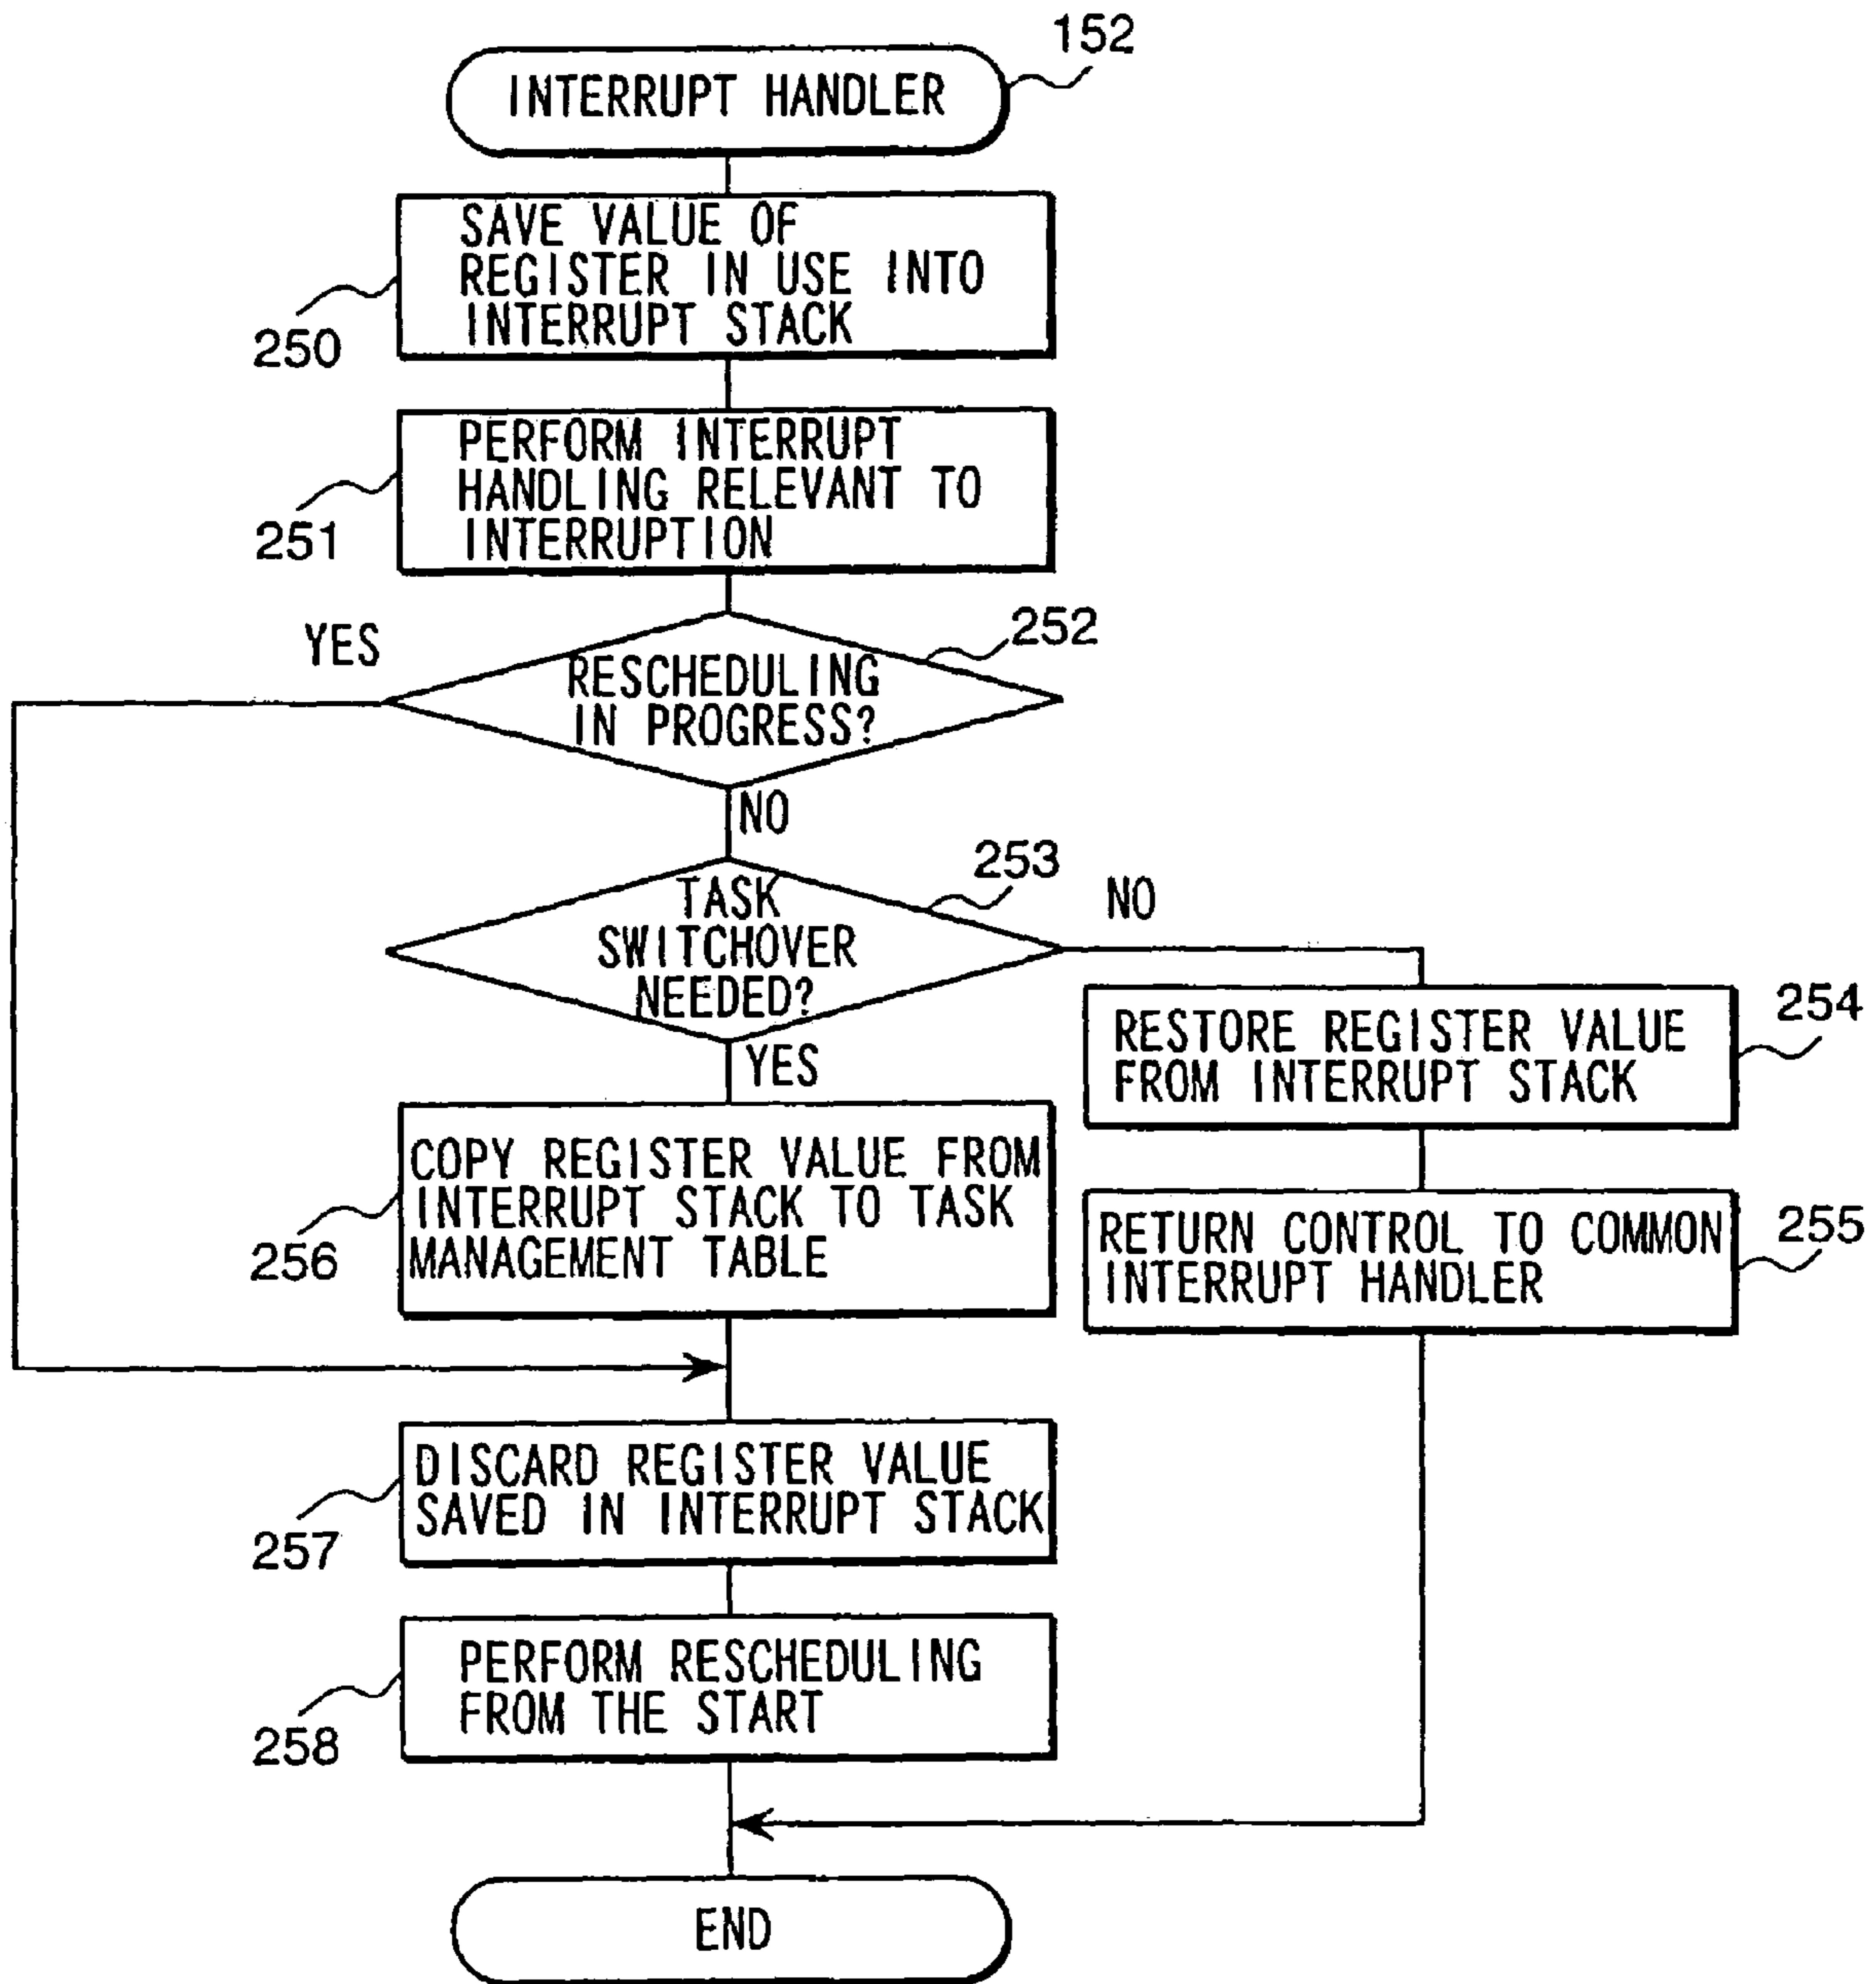 152
INTERRUPT HANDLER
SAVE VALUE OF
REGISTER IN USE INTO
INTERRUPT STACK
250
PERFORM INTERRUPT
HANDLING RELEVANT TO
INTERRUPTION
251
252
YES
RESCHEDULING
IN PROGRESS?
NO
253
TASK
SWITCHOVER
NEEDED?
NO
YES
254
RESTORE REGISTER VALUE
FROM INTERRUPT STACK
COPY REGISTER VALUE FROM
INTERRUPT STACK TO TASK
MANAGEMENT TABLE
256
255
RETURN CONTROL TO COMMON
INTERRUPT HANDLER
DISCARD REGISTER VALUE
SAVED IN INTERRUPT STACK
257
PERFORM RESCHEDULING
FROM THE START
258
END